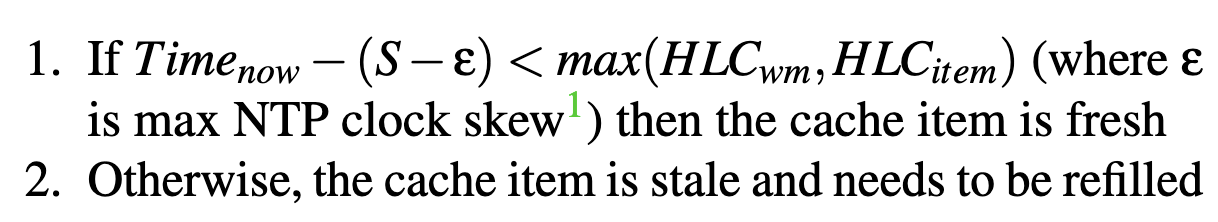 1. If Time_now − (S − ε) < max(HLC_wm, HLC_item) (where ε
is max NTP clock skew¹) then the cache item is fresh
2. Otherwise, the cache item is stale and needs to be refilled